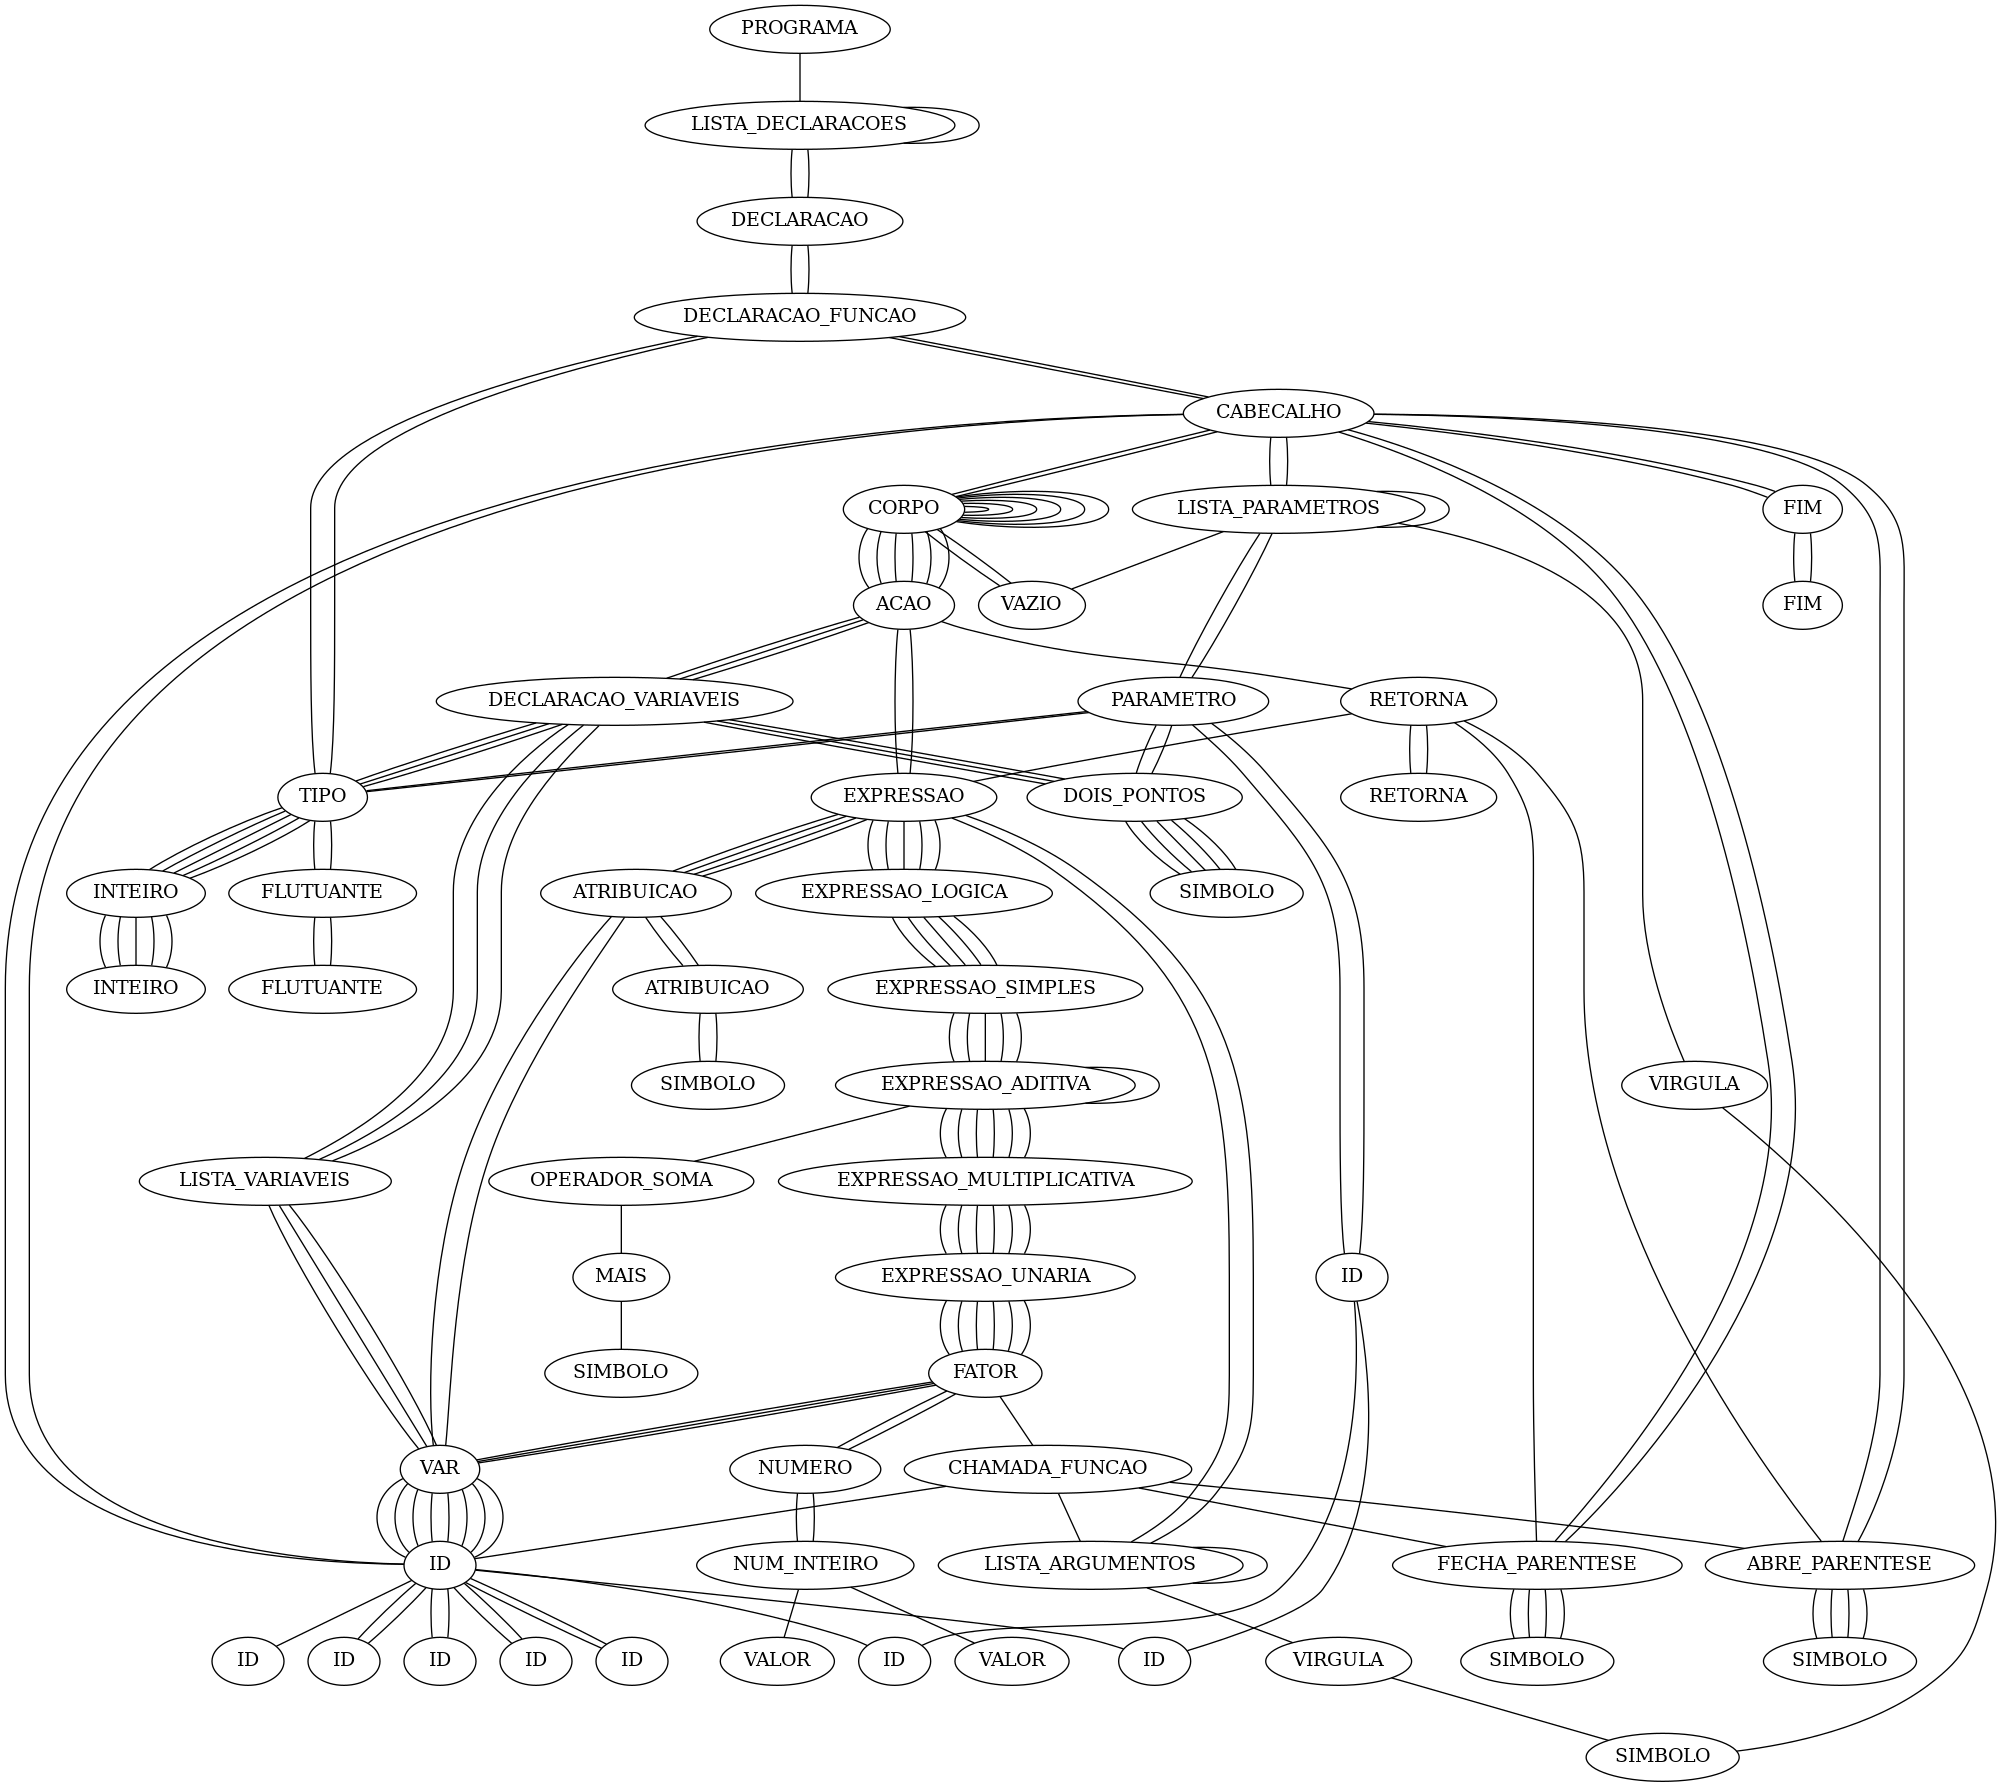 PROGRAMA
LISTA_DECLARACOES
DECLARACAO
DECLARACAO_FUNCAO
CABECALHO
CORPO
LISTA_PARAMETROS
FIM
ACAO
VAZIO
FIM
DECLARACAO_VARIAVEIS
PARAMETRO
RETORNA
TIPO
EXPRESSAO
DOIS_PONTOS
RETORNA
INTEIRO
FLUTUANTE
ATRIBUICAO
EXPRESSAO_LOGICA
SIMBOLO
INTEIRO
FLUTUANTE
ATRIBUICAO
EXPRESSAO_SIMPLES
SIMBOLO
EXPRESSAO_ADITIVA
VIRGULA
LISTA_VARIAVEIS
OPERADOR_SOMA
EXPRESSAO_MULTIPLICATIVA
MAIS
EXPRESSAO_UNARIA
ID
SIMBOLO
FATOR
VAR
NUMERO
CHAMADA_FUNCAO
ID
NUM_INTEIRO
LISTA_ARGUMENTOS
FECHA_PARENTESE
ABRE_PARENTESE
ID
ID
ID
ID
ID
VALOR
ID
VALOR
ID
VIRGULA
SIMBOLO
SIMBOLO
SIMBOLO